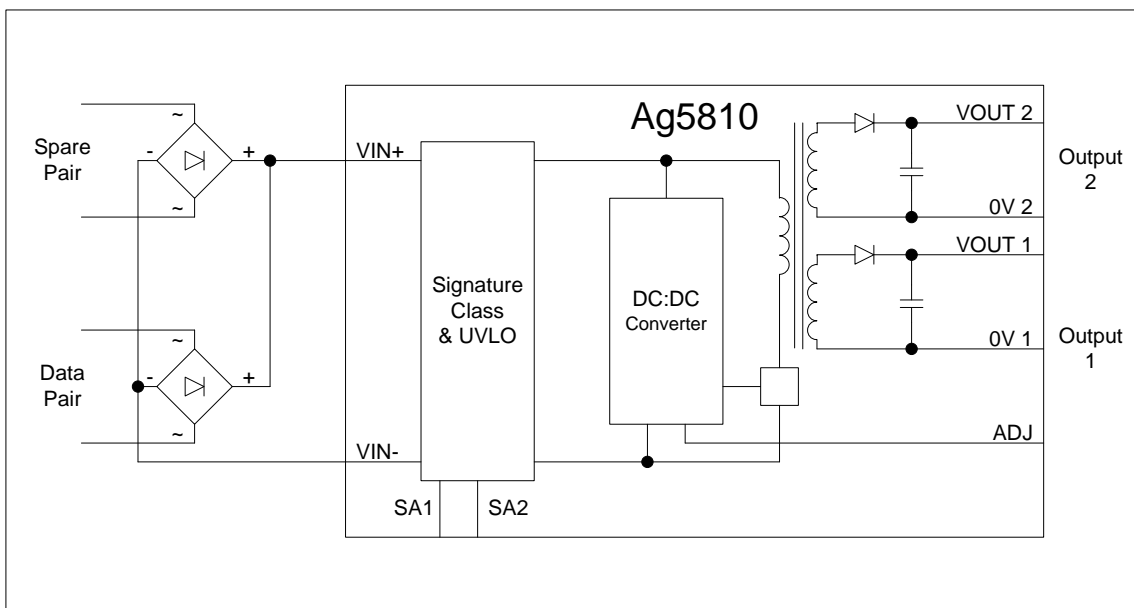 Ag5810
~
Spare
Pair
-
+
~
VIN+
Signature
Class
& UVLO
DC:DC
Converter
VOUT 2
Output
2
0V 2
VOUT 1
0V 1
Output
1
~
Data
Pair
-
+
~
VIN-
SA1
SA2
ADJ